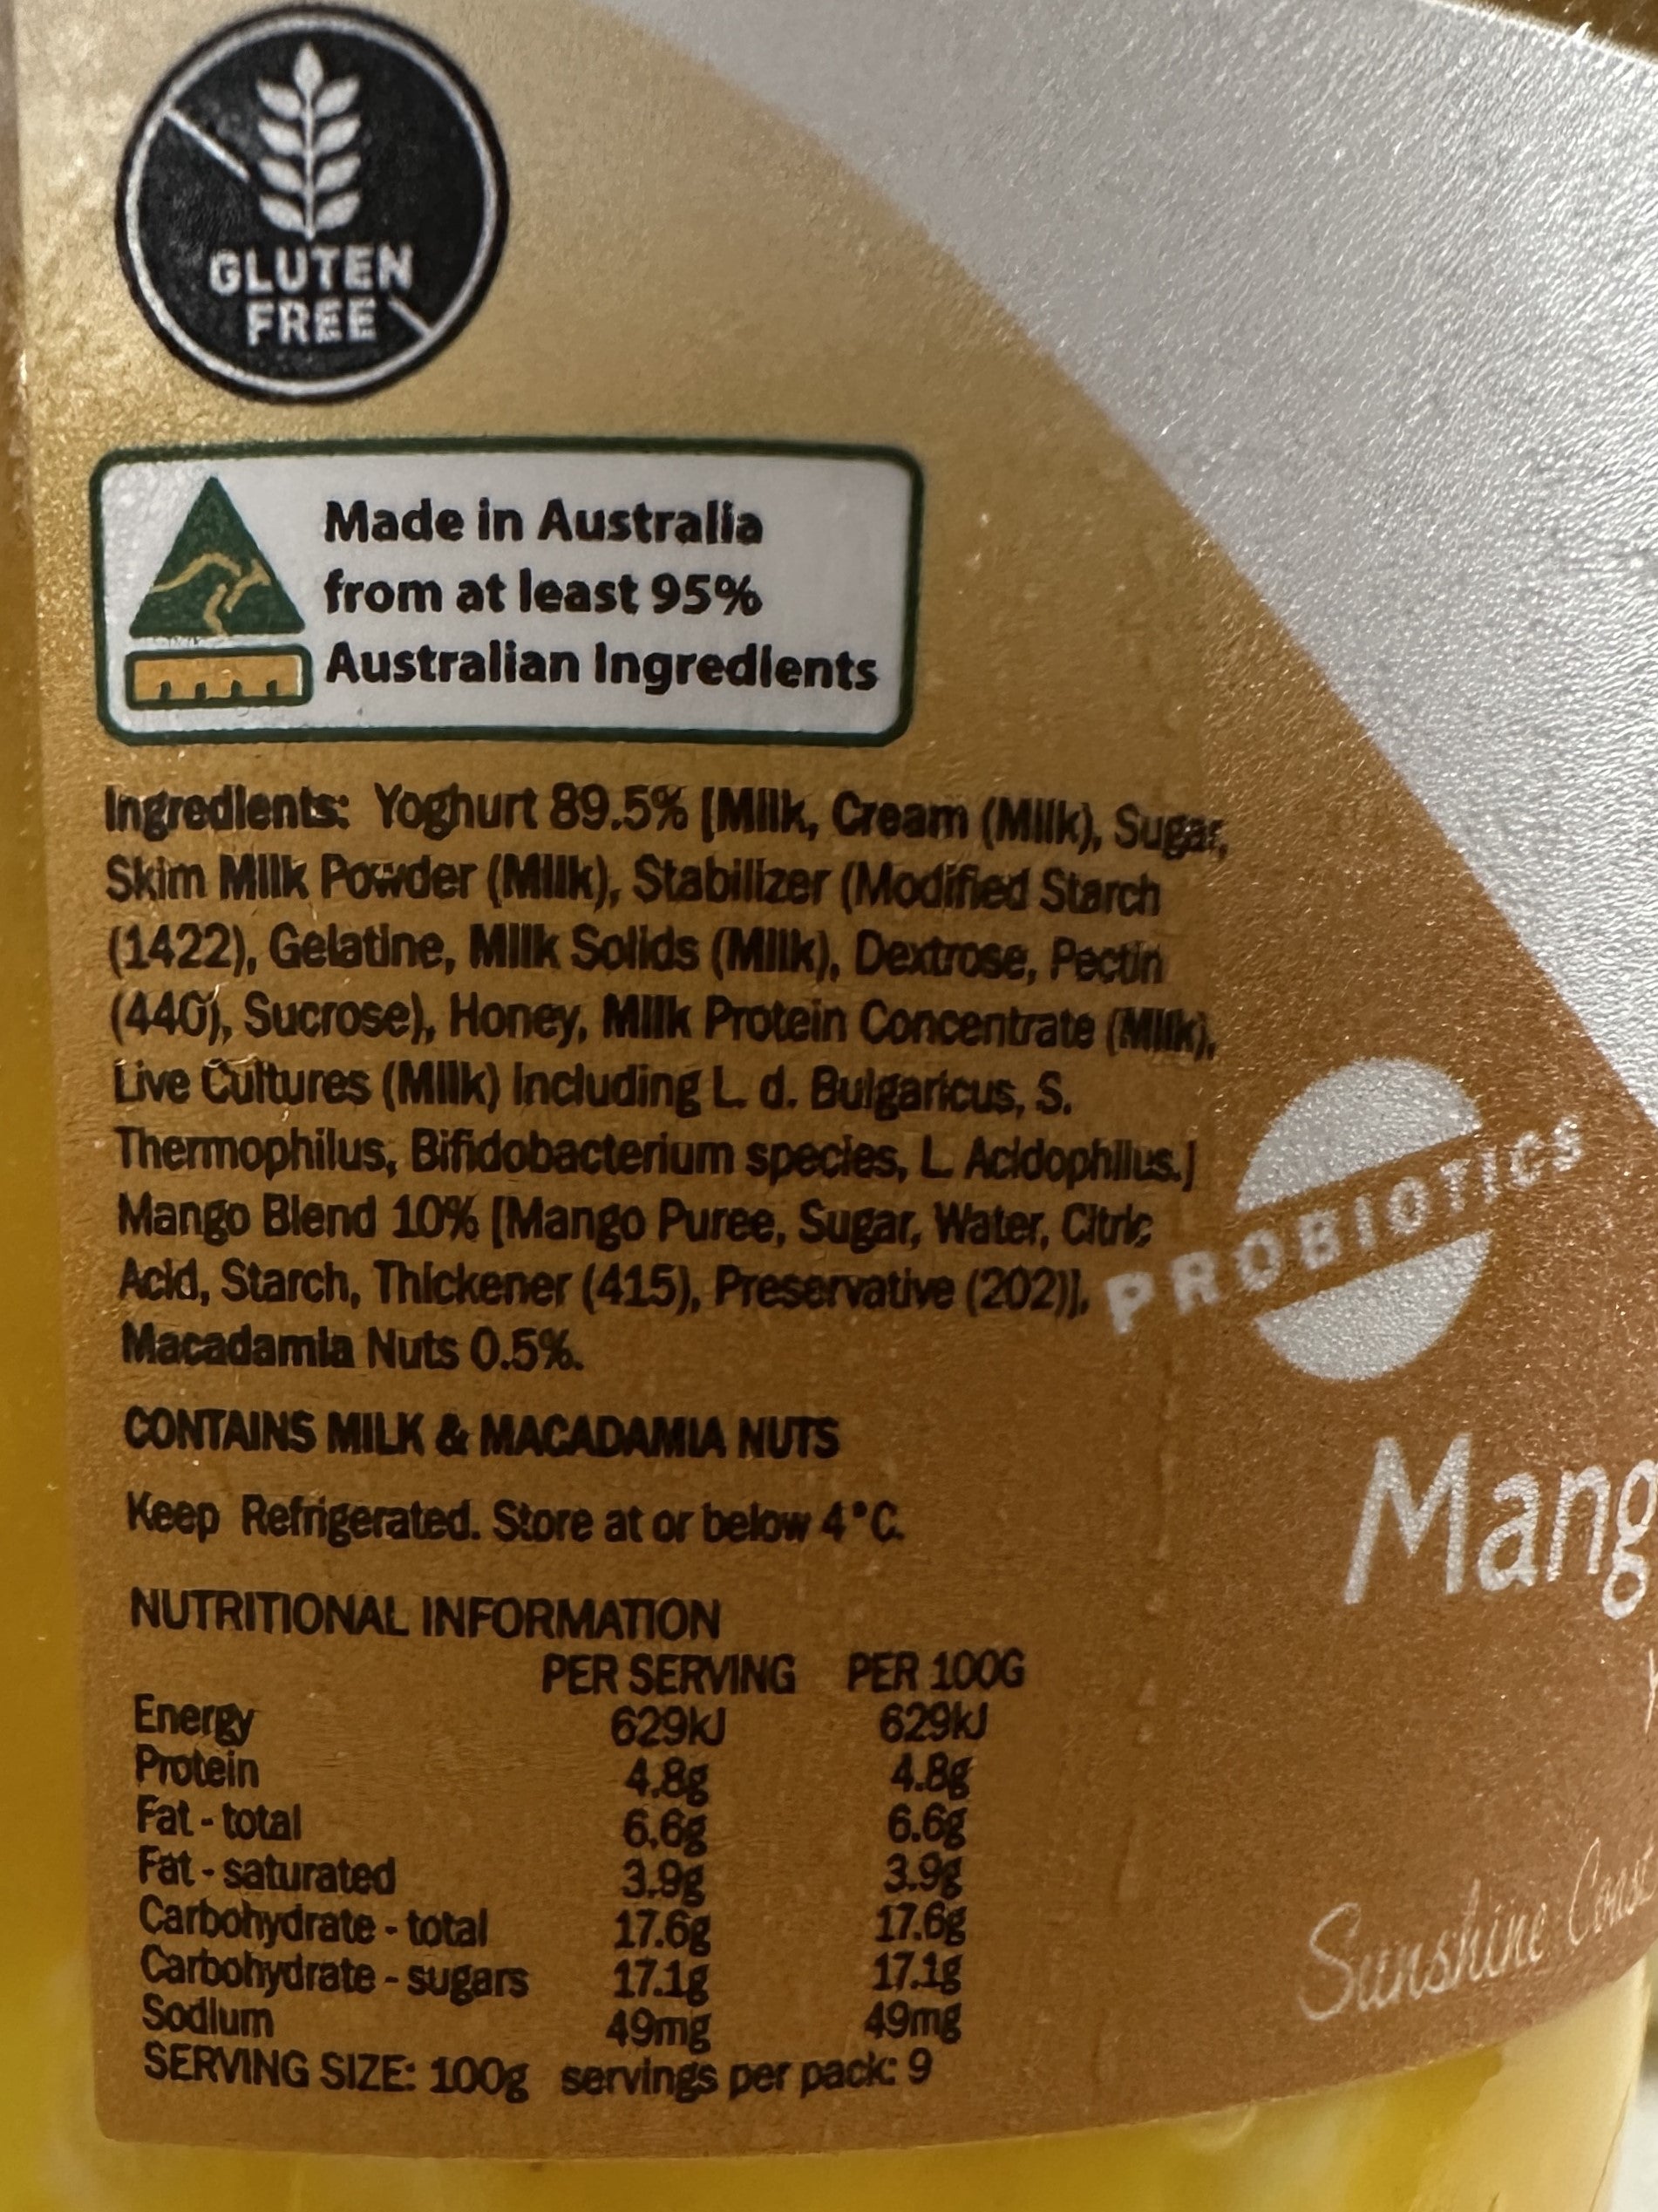 GLUTEN
FREE
Made in Australia
from at least 95%
Australian Ingredients
Ingredients: Yoghurt 89.5% [Milk, Cream (Milk), Sugar,
Skim Milk Powder (Milk), Stabilizer (Modified Starch
(1422), Gelatine, Milk Solids (Milk), Dextrose, Pectin
(440), Sucrose), Honey, Milk Protein Concentrate (Milk),
Live Cultures (Milk) Including L. d. Bulgaricus, S.
Thermophilus, Bifidobacterium species, L. Acidophilus.]
Mango Blend 10% [Mango Puree, Sugar, Water, Citric
Acid, Starch, Thickener (415), Preservative (202)],
Macadamia Nuts 0.5%.
CONTAINS MILK & MACADAMIA NUTS
Keep Refrigerated. Store at or below 4°C.
NUTRITIONAL INFORMATION
PER SERVING PER 100G
Energy 629kJ 629kJ
Protein 4.8g 4.8g
Fat - total 6.6g 6.6g
Fat - saturated 3.9g 3.9g
Carbohydrate - total 17.6g 17.6g
Carbohydrate - sugars 17.1g 17.1g
Sodium 49mg 49mg
SERVING SIZE: 100g servings per pack: 9
PROBIOTICS
Mang
Sunshine Coast